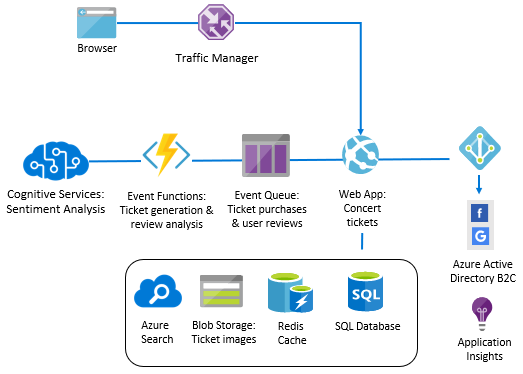 Browser
Traffic Manager
Cognitive Services:
Sentiment Analysis
Event Functions:
Ticket generation &
review analysis
Event Queue:
Ticket purchases
& user reviews
Web App:
Concert
tickets
f
G
Azure Active
Directory B2C
Azure
Search
Blob Storage:
Ticket images
Redis
Cache
SQL
SQL Database
Application
Insights